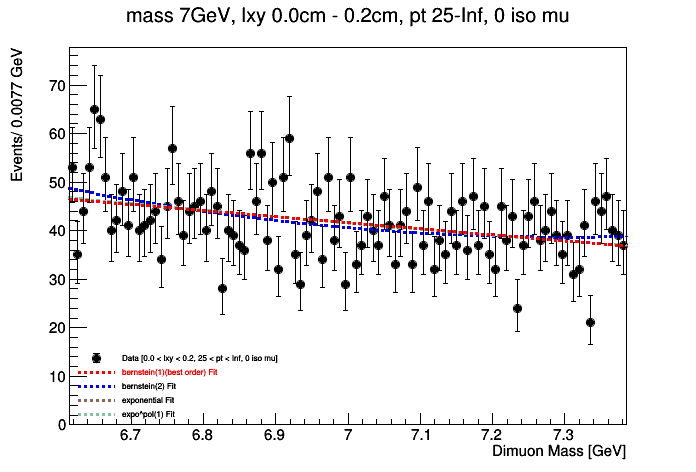 mass 7GeV, lxy 0.0cm - 0.2cm, pt 25-Inf, 0 iso mu
Events/ 0.0077 GeV
70
60
50
40
30
20
10
0
Data [0.0 < lxy < 0.2, 25 < pt < Inf, 0 iso mu]
bernstein(1)(best order) Fit
bernstein(2) Fit
exponential Fit
expo*pol(1) Fit
6.7 6.8 6.9 7 7.1 7.2 7.3
Dimuon Mass [GeV]